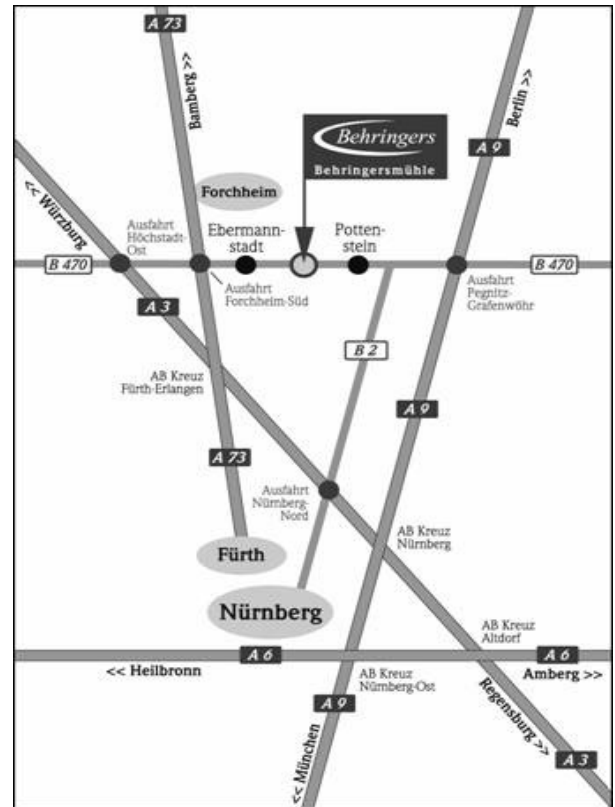 A 73
Bamberg >>
Berlin >>
A 9
Behringers
Behringersmühle
Forchheim
<< Würzburg
Ausfahrt
Höchstadt-
Ost
Ebermann-
stadt
Potten-
stein
B 470
B 470
Ausfahrt
Forchheim-Süd
Ausfahrt
Pegnitz-
Grafenwöhr
A 3
B 2
AB Kreuz
Fürth-Erlangen
A 9
A 73
Ausfahrt
Nürnberg-
Nord
AB Kreuz
Nürnberg
Fürth
Nürnberg
AB Kreuz
Altdorf
A 6
A 6
<< Heilbronn
AB Kreuz
Nürnberg-Ost
Amberg >>
A 9
Regensburg >>
<< München
A 3